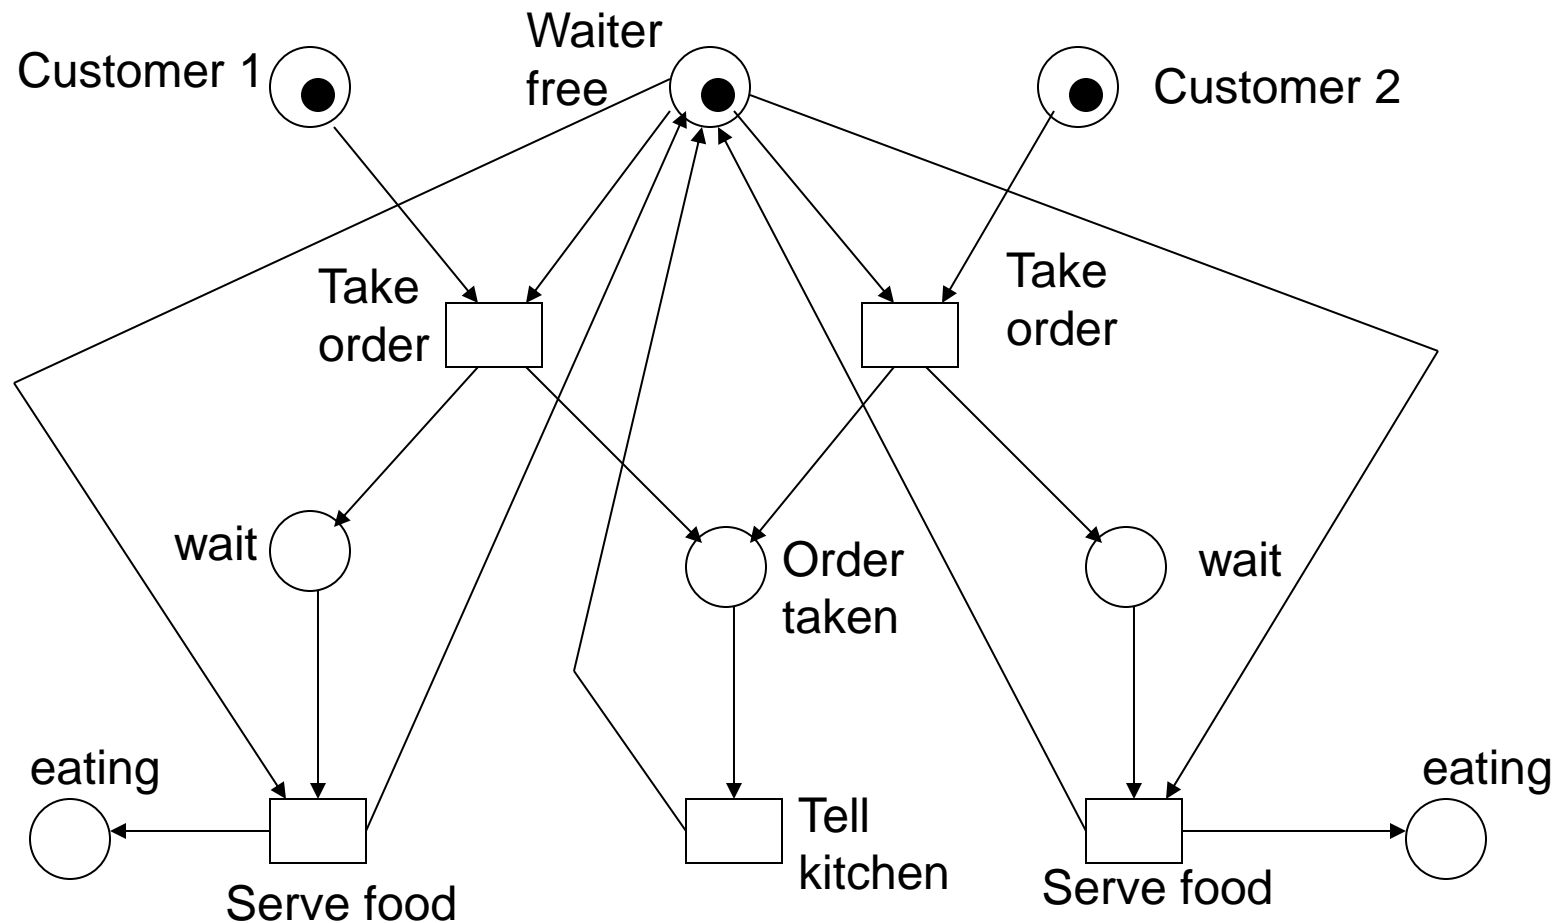 Customer 1
Waiter
free
Customer 2
Take
order
Take
order
wait
Order
taken
wait
eating
eating
Tell
kitchen
Serve food
Serve food